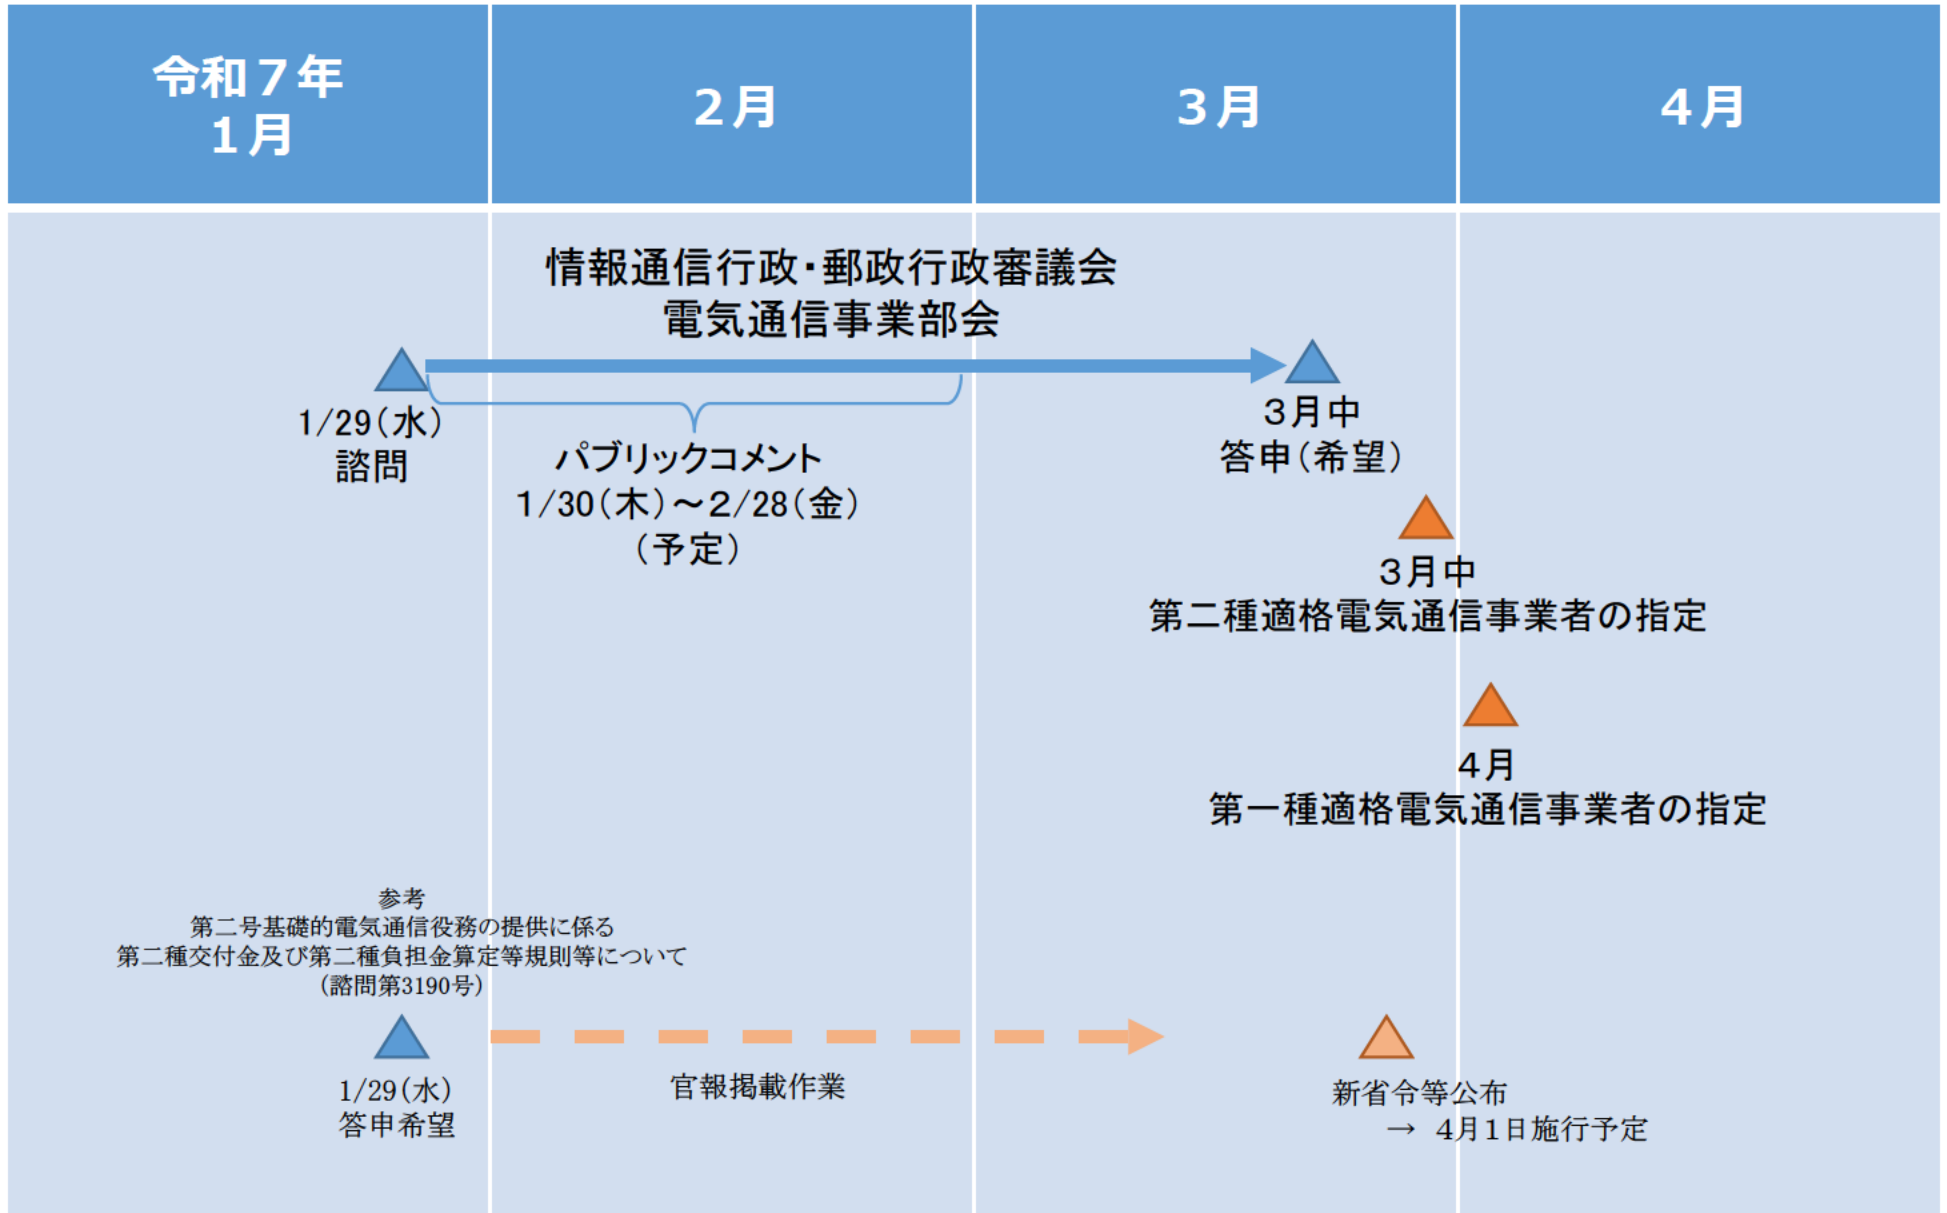 令和７年
１月
２月
３月
４月
情報通信行政・郵政行政審議会
電気通信事業部会
1/29（水）
諮問
パブリックコメント
１/30（木）～２/28（金）
（予定）
３月中
答申（希望）
３月中
第二種適格電気通信事業者の指定
４月
第一種適格電気通信事業者の指定
参考
第二号基礎的電気通信役務の提供に係る
第二種交付金及び第二種負担金算定等規則等について
（諮問第3190号）
1/29（水）
答申希望
官報掲載作業
新省令等公布
→ 4月１日施行予定